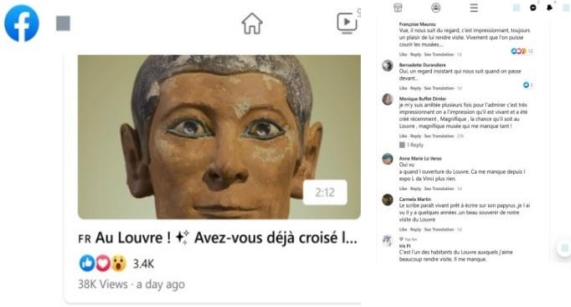 2:12
FR Au Louvre ! Avez-vous déjà croisé l...
3.4K
38K Views · a day ago
Françoise Mourou
Vue, il nous suit du regard, c'est impressionnant, toujours
un plaisir de lui rendre visite. Vivement que l'on puisse
courir les musées...
Like · Reply · See Translation · 1d
Bernadette Durandiere
Oui, un regard insistant qui nous suit quand on passe
devant..
Like · Reply · See Translation · 1d
Monique Buffet Dimier
je m'y suis arrêtée plusieurs fois pour l'admirer c'est très
impressionnant on a l'impression qu'il est vivant et a été
créé récemment , Magnifique , la chance qu'il soit au
Louvre , magnifique musée qui me manque tant !
Like · Reply · See Translation
1 Reply
Anne Marie Le Verso
Oui vu
a quand l ouverture du Louvre. Ca me manque depuis l
expo L da Vinci plus rien.
Like · Reply · See Translation · 1d
Carmela Martin
Le scribe paraît vivant prêt à écrire sur son papyrus. je l ai
vu il y a quelques années ,un beau souvenir de notre
visite du Louvre
Like · Reply · See Translation · 1d
Top fan
C'est l'un des habitants du Louvre auxquels j'aime
beaucoup rendre visite. Il me manque.